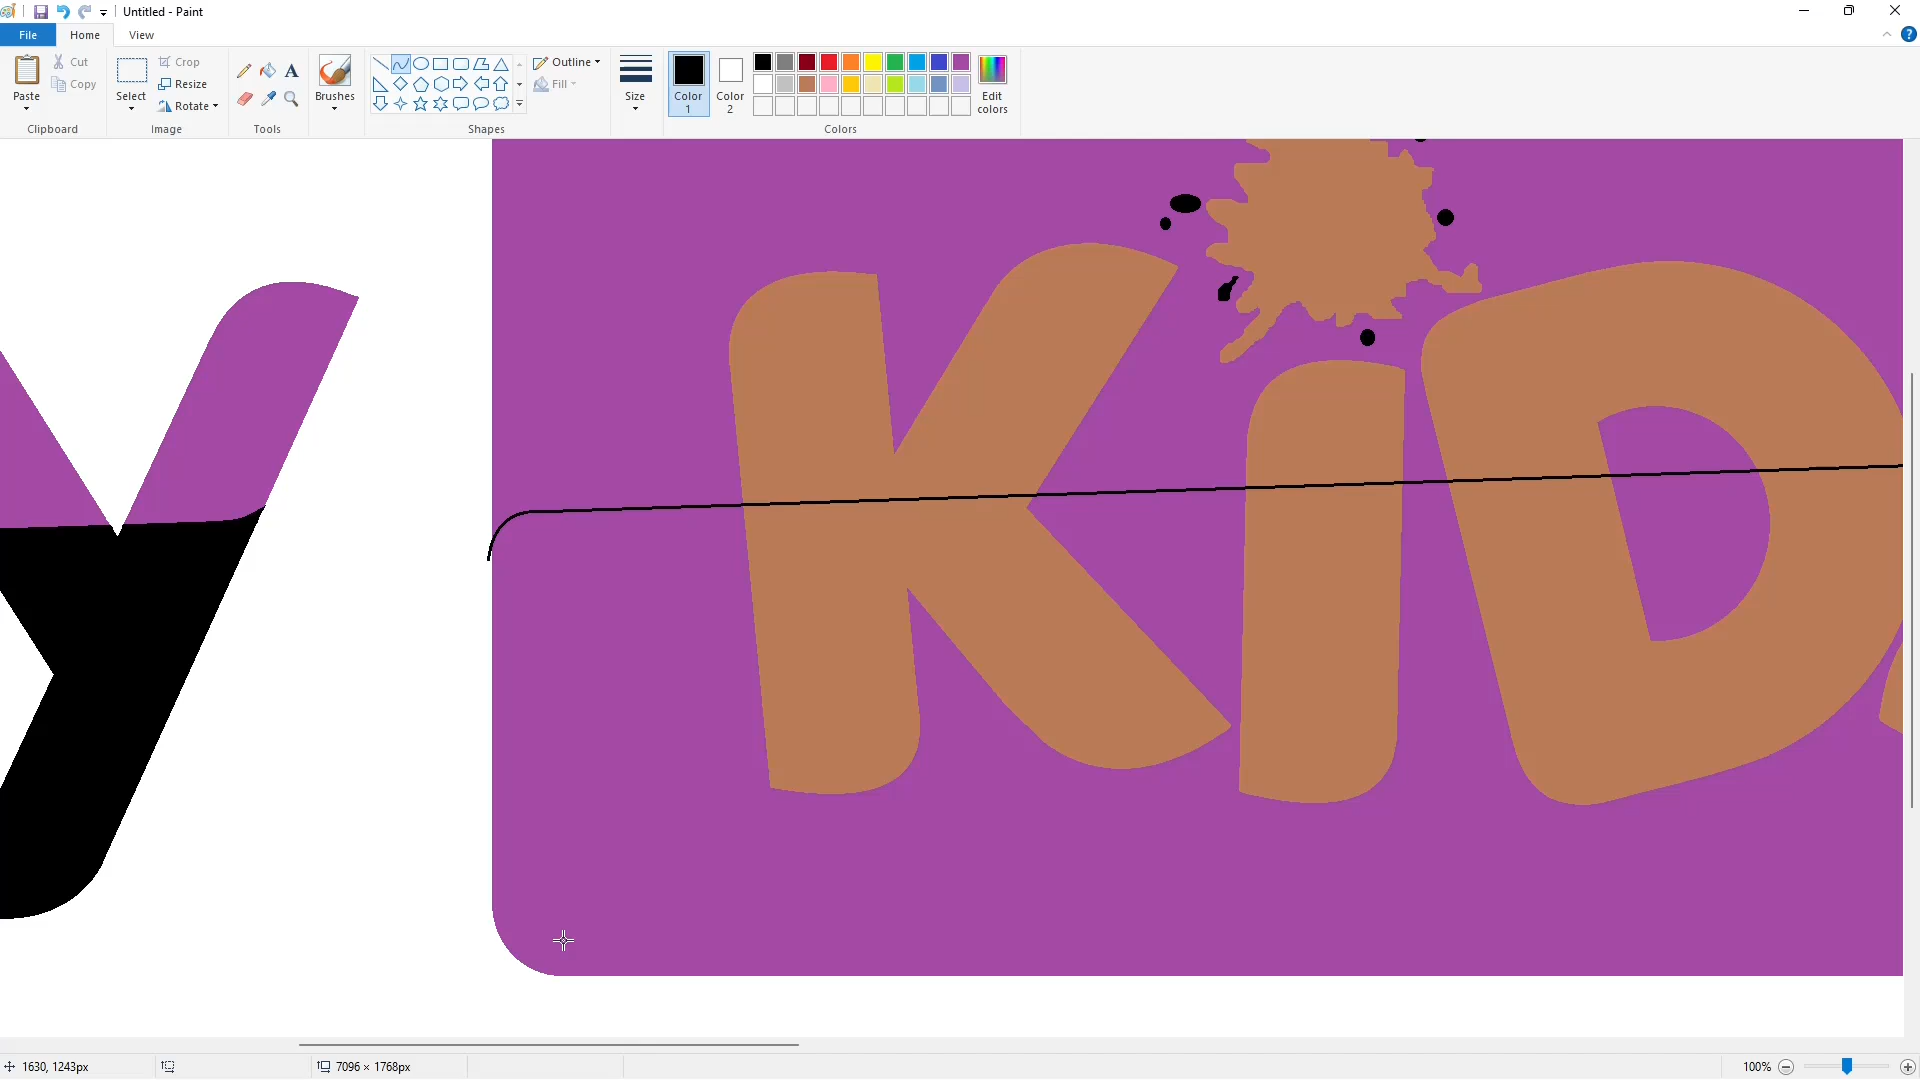 Untitled - Paint
File
Home
View
Paste
Cut
Copy
Clipboard
Select
Crop
Resize
Rotate
Image
Tools
Brushes
Shapes
Outline
Fill
Size
Color 1
Color 2
Edit colors
Colors
y
KiD
1630, 1243px
7096 × 1768px
100%